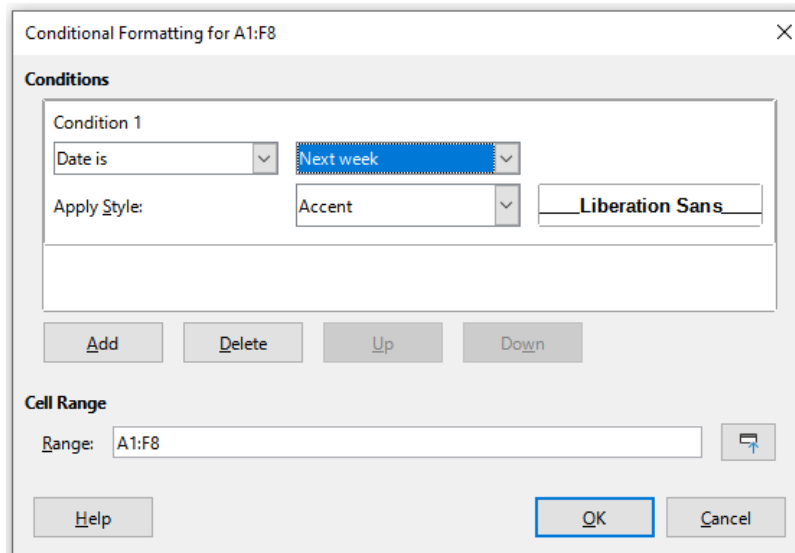 Conditional Formatting for A1:F8
Conditions
Condition 1
Date is Next week
Apply Style: Accent Liberation Sans
Add Delete Up Down
Cell Range
Range: A1:F8
Help OK Cancel